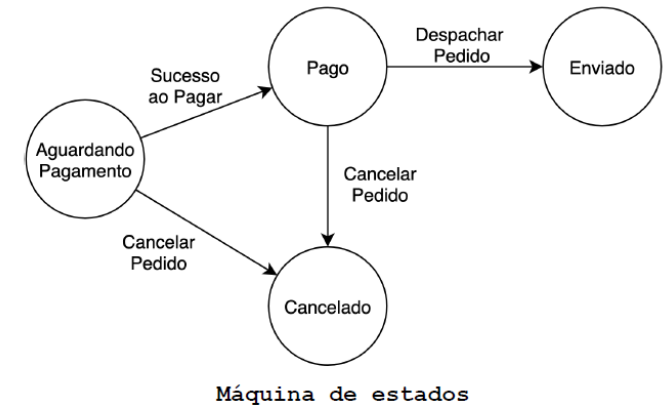 Despachar
Pedido
Pago
Enviado
Sucesso
ao Pagar
Aguardando
Pagamento
Cancelar
Pedido
Cancelar
Pedido
Cancelado
Máquina de estados